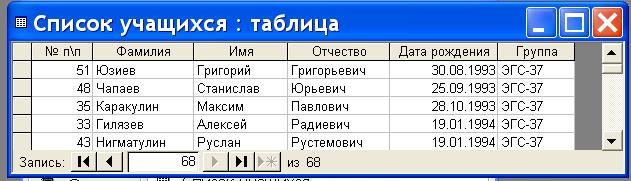 Список учащихся : таблица
№ п\п Фамилия Имя Отчество Дата рождения Группа
51 Юзиев Григорий Григорьевич 30.08.1993 ЭГС-37
48 Чапаев Станислав Юрьевич 25.09.1993 ЭГС-37
35 Каракулин Максим Павлович 28.10.1993 ЭГС-37
33 Гилязев Алексей Радиевич 19.01.1994 ЭГС-37
43 Нигматулин Руслан Рустемович 19.01.1994 ЭГС-37
Запись: 68 из 68